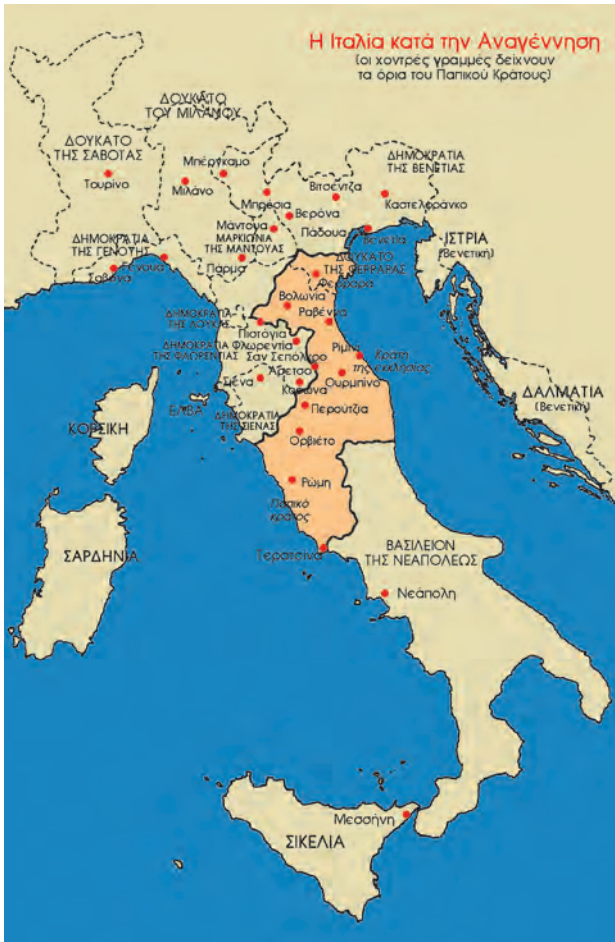 Η Ιταλία κατά την Αναγέννηση
(οι χοντρές γραμμές δείχνουν
τα όρια του Παπικού Κράτους)
ΔΟΥΚΑΤΟ
ΤΟΥ ΜΙΛΑΝΟΥ
ΔΟΥΚΑΤΟ
ΤΗΣ ΣΑΒΟΤΑΣ
Τουρίνο
Μπέργκαμο
Μιλάνο
Μπρέσια
Βιτσέντζα
ΔΗΜΟΚΡΑΤΙΑ
ΤΗΣ ΒΕΝΕΤΙΑΣ
Καστελφράνκο
Βερόνα
Μάντουα
ΜΑΡΚΙΩΝΙΑ
ΤΗΣ ΜΑΝΤΟΥΑΣ
Πάδουα
Βενετία
ΙΣΤΡΙΑ
(Βενετική)
ΔΗΜΟΚΡΑΤΙΑ
ΤΗΣ ΓΕΝΟΤΗΣ
Γένουα
Σαβόνα
Πάρμα
ΔΟΥΚΑΤΟ
ΤΗΣ ΦΕΡΡΑΡΑΣ
Φερράρα
Βολωνία
Ραβέννα
ΔΗΜΟΚΡΑΤΙΑ
ΤΗΣ ΛΟΥΚΑΣ
Πιστόγια
ΔΗΜΟΚΡΑΤΙΑ
ΤΗΣ ΦΛΩΡΕΝΤΙΑΣ
Φλωρεντία
Σαν Σεπόλκρο
Ρίμινι
Κράτη
της εκκλησίας
Αρέτσο
Ουρμπίνο
Σιένα
Κορτώνα
Περούτζια
ΔΗΜΟΚΡΑΤΙΑ
ΤΗΣ ΣΙΕΝΑΣ
ΕΛΒΑ
Ορβιέτο
ΔΑΛΜΑΤΙΑ
(Βενετική)
ΚΟΡΣΙΚΗ
Ρώμη
Παπικό
κράτος
ΣΑΡΔΗΝΙΑ
Τερατσίνα
ΒΑΣΙΛΕΙΟΝ
ΤΗΣ ΝΕΑΠΟΛΕΩΣ
Νεάπολη
Μεσσήνη
ΣΙΚΕΛΙΑ